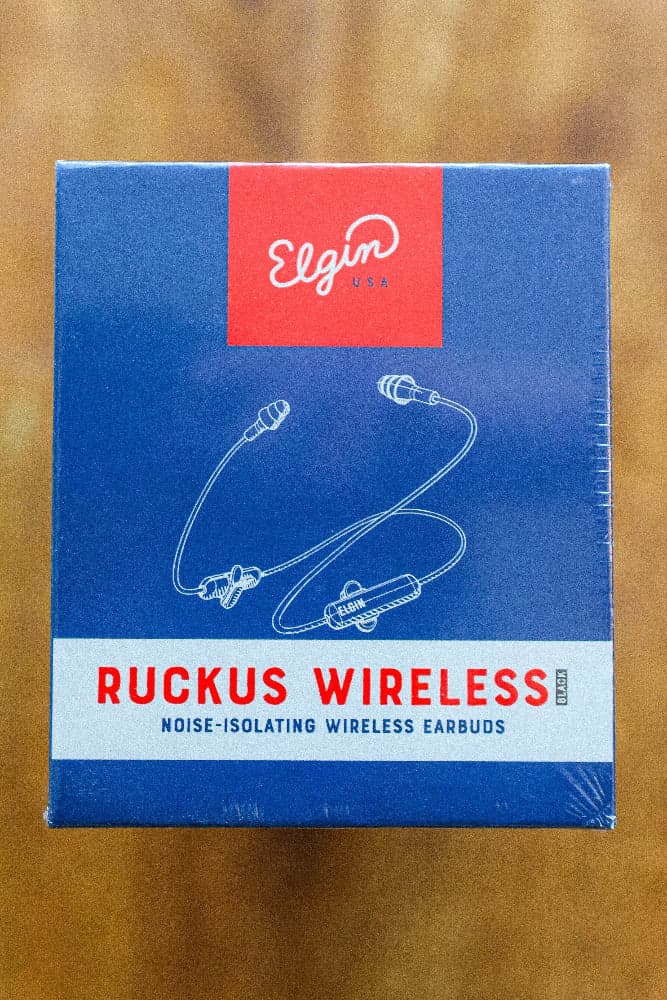 Elgin
USA
ELGIN
RUCKUS WIRELESS BLACK
NOISE-ISOLATING WIRELESS EARBUDS